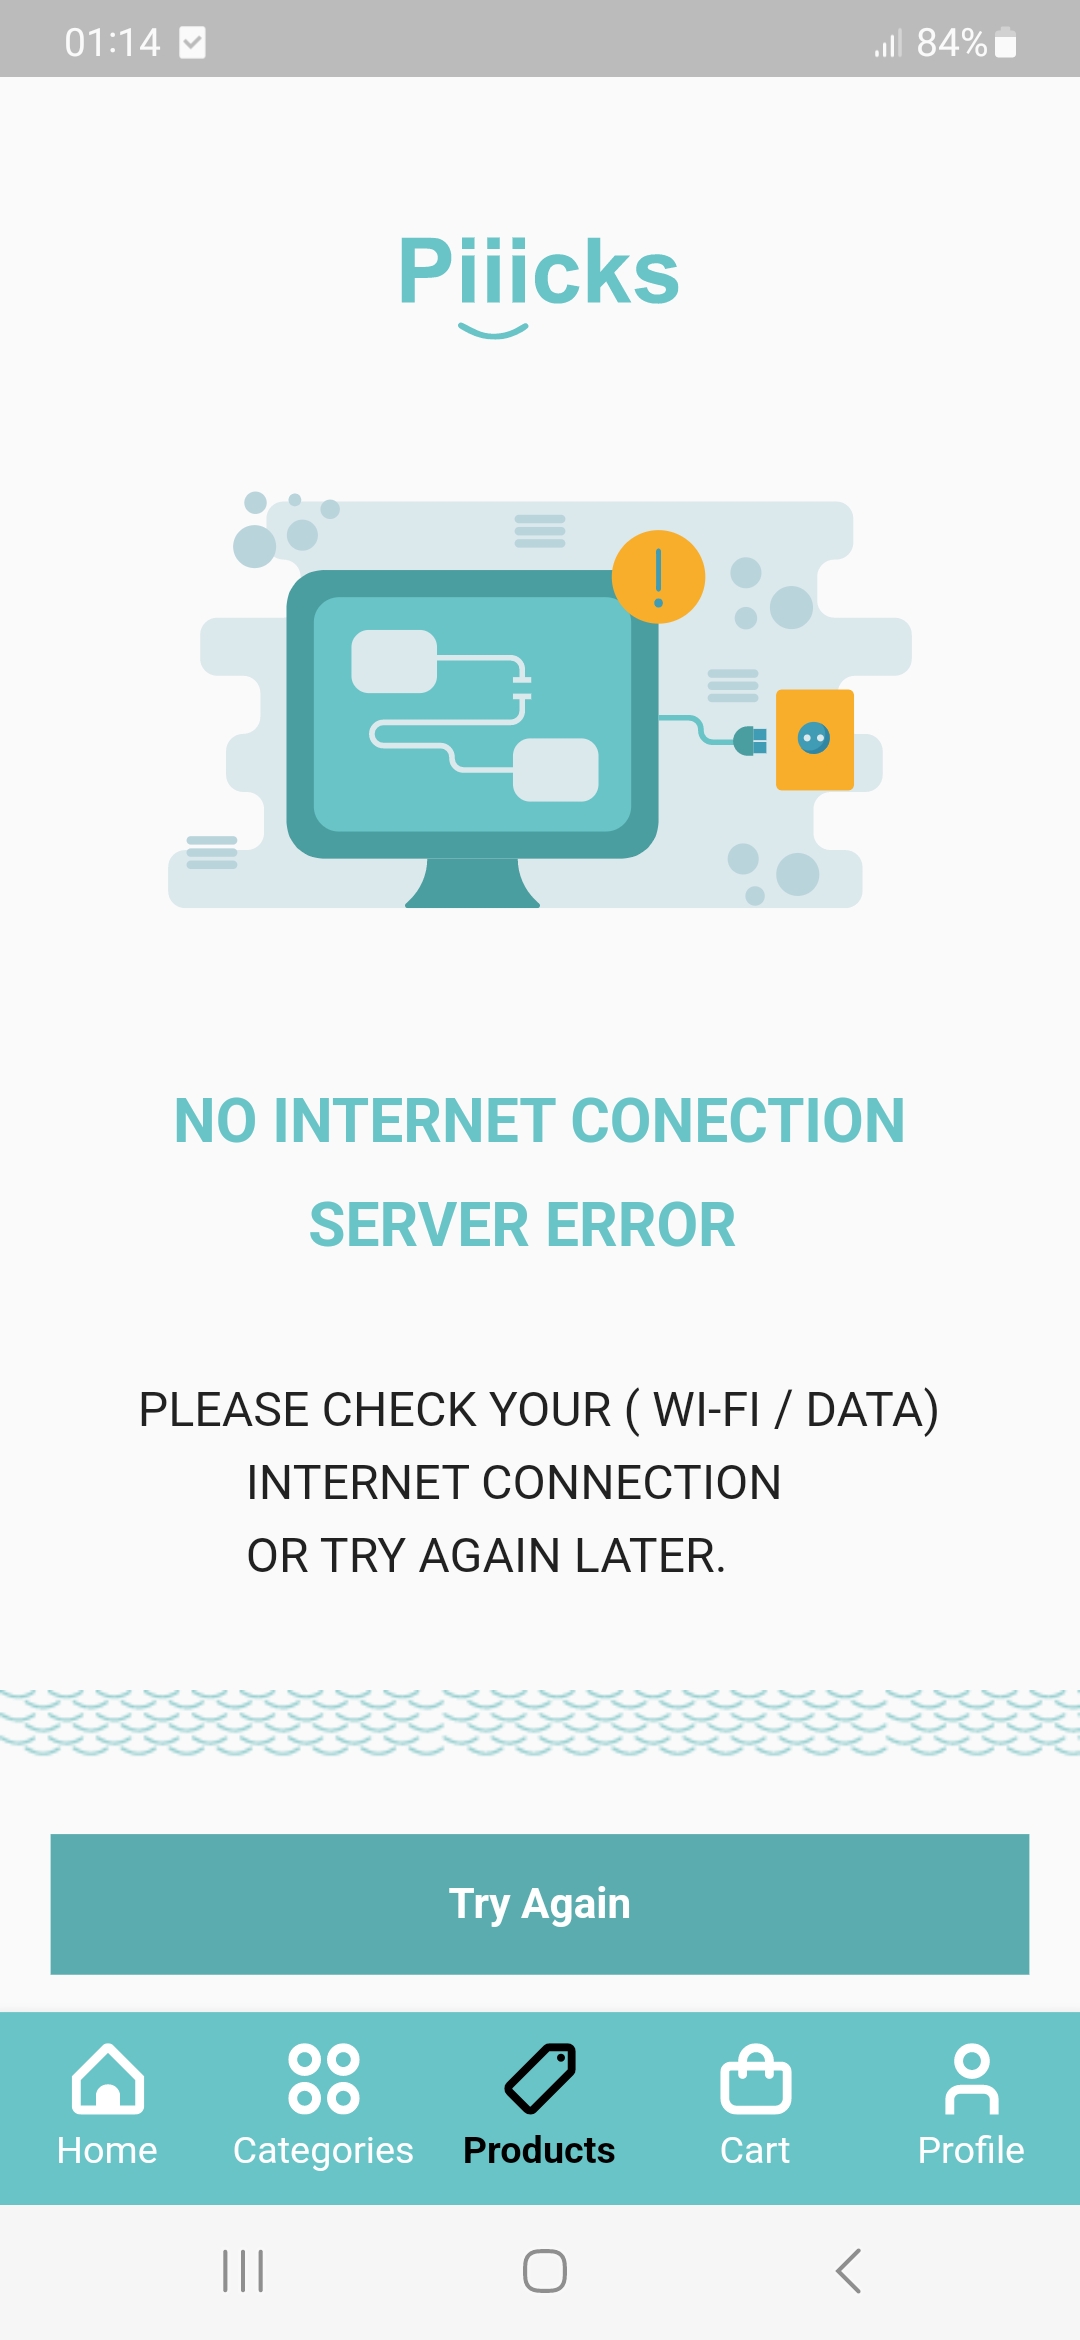 01:14
84%
Piiicks
NO INTERNET CONECTION
SERVER ERROR
PLEASE CHECK YOUR ( WI-FI / DATA)
INTERNET CONNECTION
OR TRY AGAIN LATER.
Try Again
Home
Categories
Products
Cart
Profile